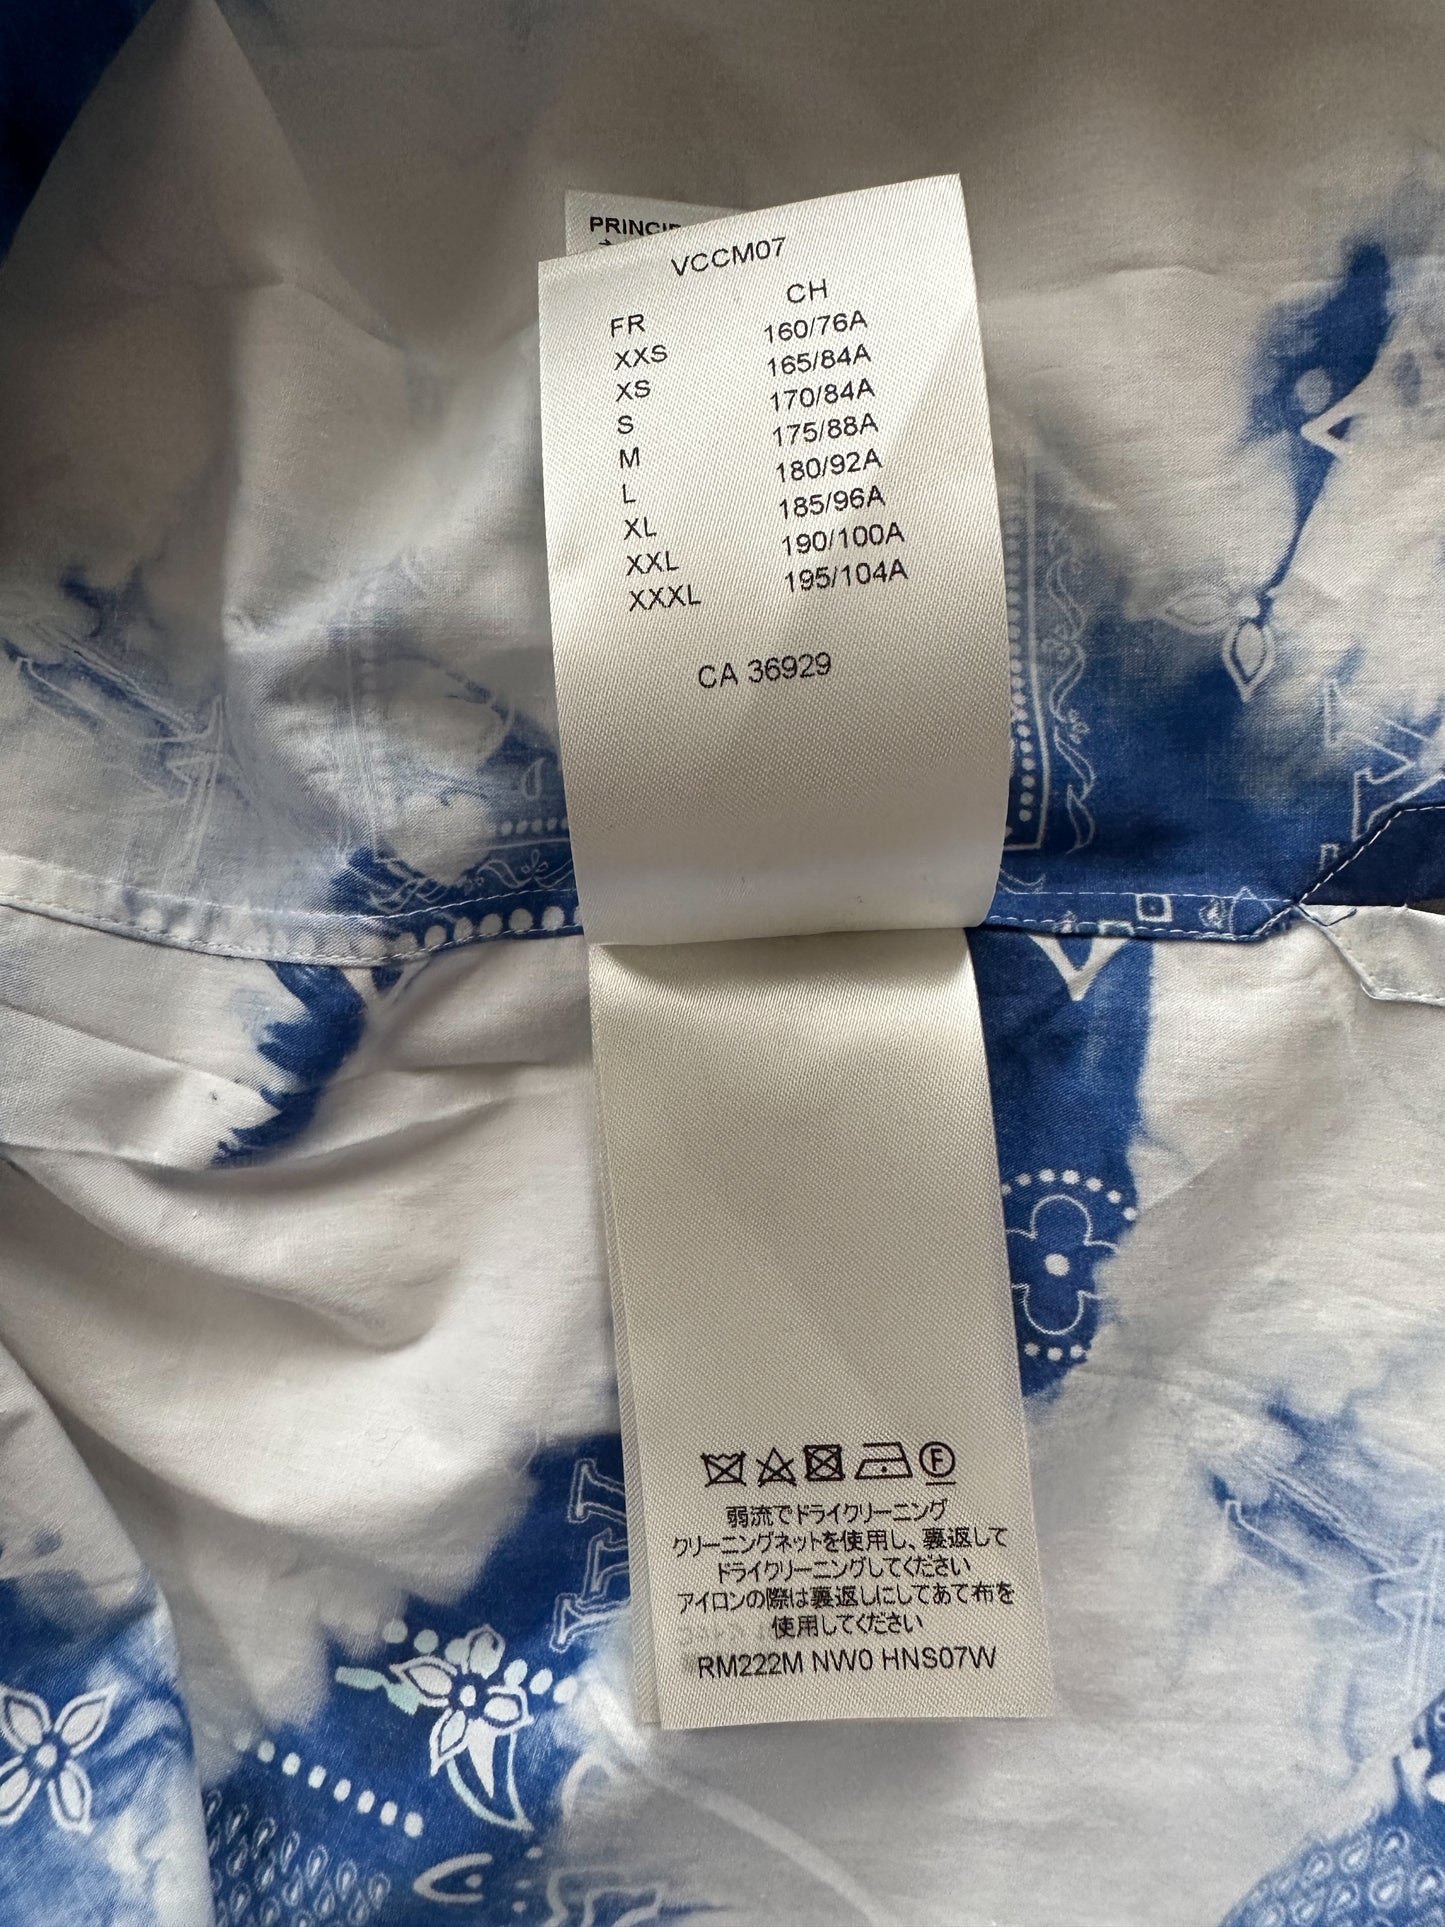 PRINCIP
VCCM07
FR CH
XXS 160/76A
XS 165/84A
S 170/84A
M 175/88A
L 180/92A
XL 185/96A
XXL 190/100A
XXXL 195/104A
CA 36929
F
弱流でドライクリーニング
クリーニングネットを使用し、裏返して
ドライクリーニングしてください
アイロンの際は裏返しにしてあて布を
使用してください
RM222M NW0 HNS07W